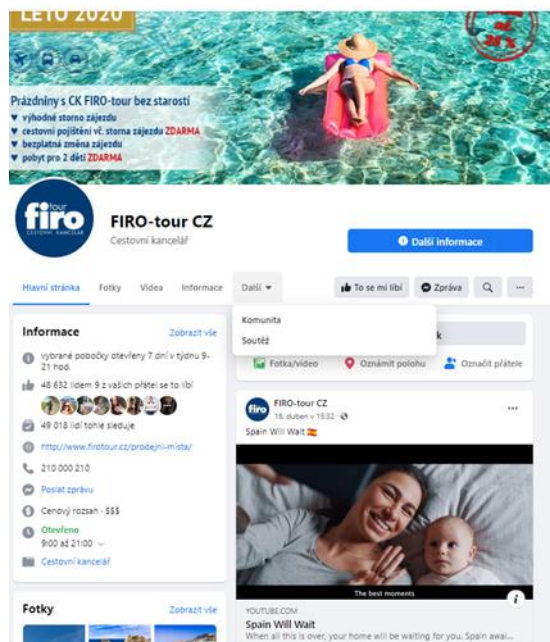 LÉTO 2020
Prázdniny s CK FIRO-tour bez starostí
výhodné storno zájezdu
cestovní pojištění vč. storna zájezdu ZDARMA
bezplatná změna zájezdu
pobyt pro 2 děti ZDARMA
tour
firo
CESTOVNÍ KANCELÁŘ
FIRO-tour CZ
Cestovní kancelář
Další informace
Hlavní stránka Fotky Videa Informace Další To se mi líbí Zpráva
Komunita
Soutěž
Informace Zobrazit vše
vybrané pobočky otevřeny 7 dní v týdnu 9-
21 hod.
48 632 lidem 9 z vašich přátel se to líbí
49 018 lidí tohle sleduje
http://www.firotour.cz/prodejni-mista/
210 000 210
Poslat zprávu
Cenový rozsah · $$$
Otevřeno
9:00 až 21:00
Cestovní kancelář
Fotky Zobrazit vše
k
Fotka/video Oznámit polohu Označit přátele
firo
FIRO-tour CZ
16. duben v 15:32
Spain Will Wait
The best moments
YOUTUBE.COM
Spain Will Wait
When all this is over, your home will be waiting for you. Spain awai...